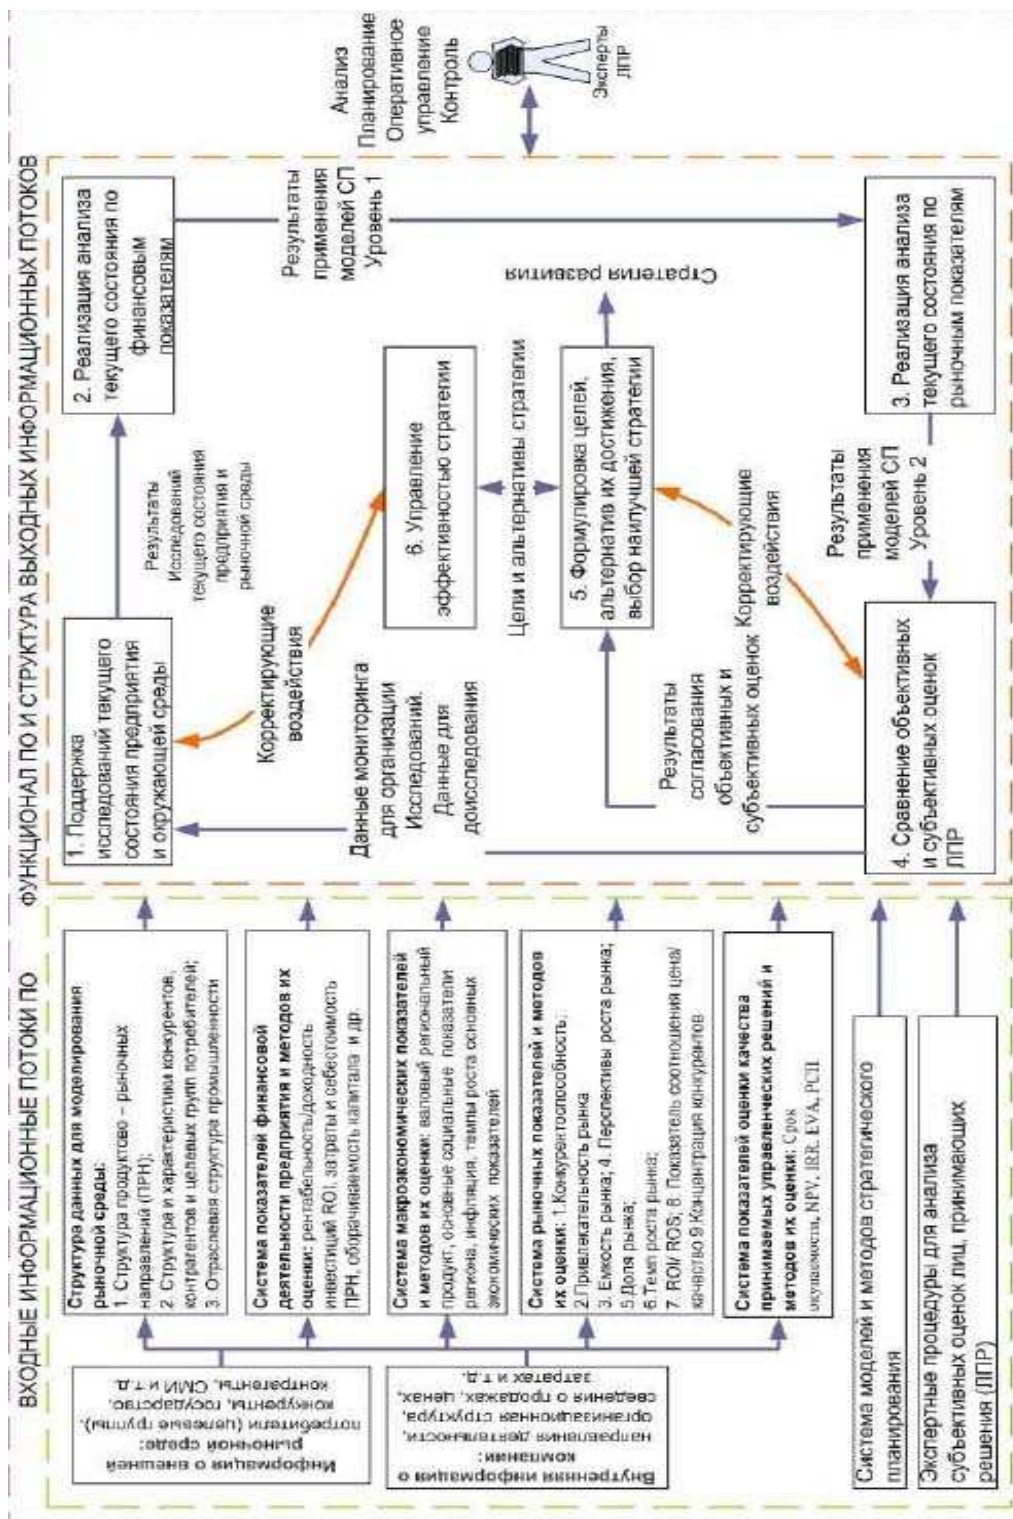 ВХОДНЫЕ ИНФОРМАЦИОННЫЕ ПОТОКИ ПО
Информация о внешней
рыночной среде:
потребители (целевые группы),
конкуренты, государство,
контрагенты, СМИ и т.д.
Внутренняя информация о
компании:
направления деятельности,
организационная структура,
сведения о продажах, ценах,
затратах и т.д.
Структура данных для моделирования
рыночной среды:
1. Структура продуктово – рыночных
направлений (ПРН);
2. Структура и характеристики конкурентов,
контрагентов и целевых групп потребителей;
3. Отраслевая структура промышленности
Система показателей финансовой
деятельности предприятия и методов их
оценки: рентабельность/доходность
инвестиций ROI, затраты и себестоимость
ПРН, оборачиваемость капитала и др.
Система макроэкономических показателей
и методов их оценки: валовый региональный
продукт, основные социальные показатели
региона, инфляция, темпы роста основных
экономических показателей
Система рыночных показателей и методов
их оценки: 1.Конкурентоспособность;
2.Привлекательность рынка
3. Емкость рынка; 4. Перспективы роста рынка;
5.Доля рынка;
6.Темп роста рынка;
7. ROI/ ROS; 8. Показатель соотношения цена/
качество 9.Концентрация конкурантов
Система показателей оценки качества
принимаемых управленческих решений и
методов их оценки: Срок
окупаемости, NPV, IRR. EVA, РСП
Система моделей и методов стратегического
планирования
Экспертные процедуры для анализа
субъективных оценок лиц, принимающих
решения (ЛПР)
ФУНКЦИОНАЛ ПО И СТРУКТУРА ВЫХОДНЫХ ИНФОРМАЦИОННЫХ ПОТОКОВ
1. Поддержка
исследований текущего
состояния предприятия
и окружающей среды
Результаты
Исследований
текущего состояния
предприятия и
рыночной среды
2. Реализация анализа
текущего состояния по
финансовым
показателям
Корректирующие
воздействия
Результаты
применения
моделей СП
Уровень 1
Данные мониторинга
для организации
Исследований.
Данные для
доисследования
6. Управление
эффективностью стратегии
Цели и альтернативы стратегии
5. Формулировка целей,
альтернатив их достижения,
выбор наилучшей стратегии
Стратегия развития
Результаты
согласования
объективных и
субъективных оценок
Корректирующие
воздействия
Результаты
применения
моделей СП
Уровень 2
4. Сравнение объективных
и субъективных оценок
ЛПР
3. Реализация анализа
текущего состояния по
рыночным показателям
Анализ
Планирование
Оперативное
управление
Контроль
Эксперты
ЛПР